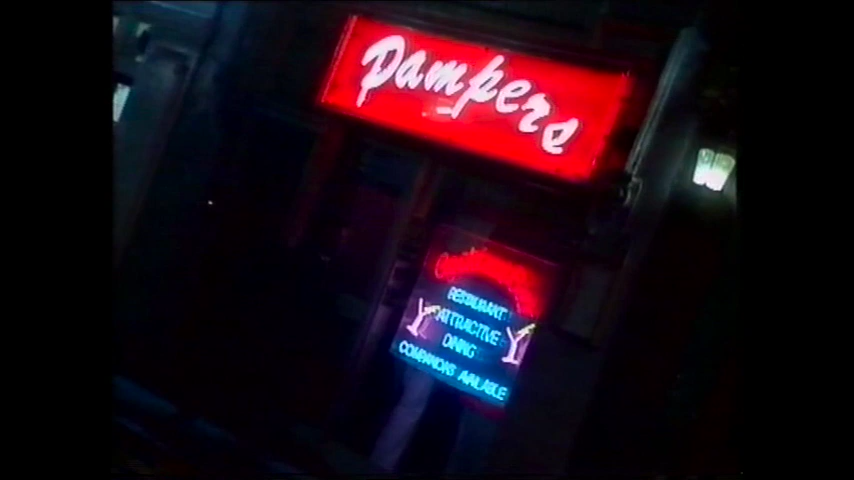 Pampers
RESTAURANT
ATTRACTIVE
DINING
COMPANIONS AVAILABLE